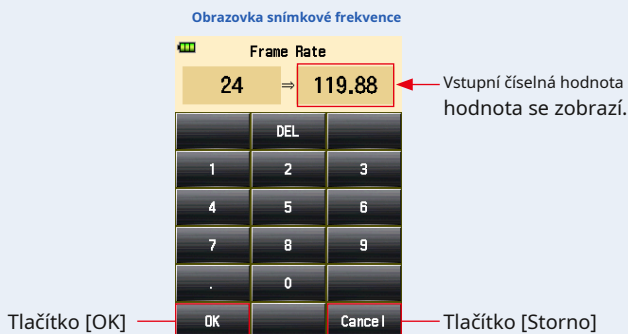 Obrazovka snímkové frekvence
Frame Rate
24 ⇒ 119.88
Vstupní číselná hodnota
hodnota se zobrazí.
DEL
1 2 3
4 5 6
7 8 9
. 0
Tlačítko [OK] OK Cancel Tlačítko [Storno]